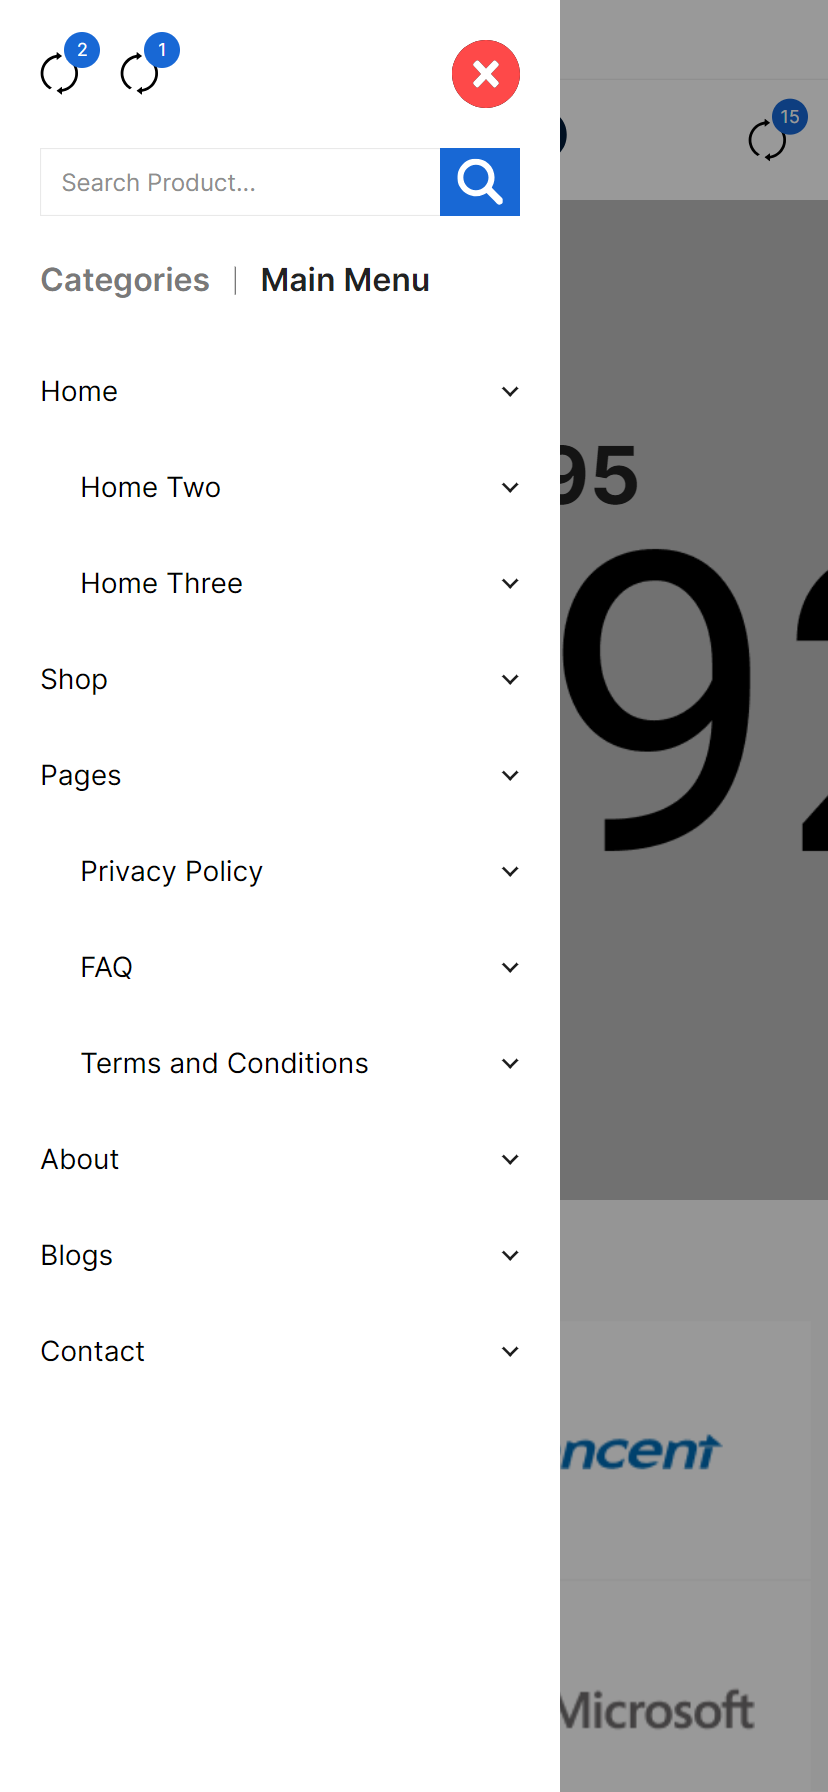 2 1
15
Search Product...
Categories | Main Menu
Home
95
Home Two
Home Three
92
Shop
Pages
Privacy Policy
FAQ
Terms and Conditions
About
Blogs
Contact
ncent
Microsoft